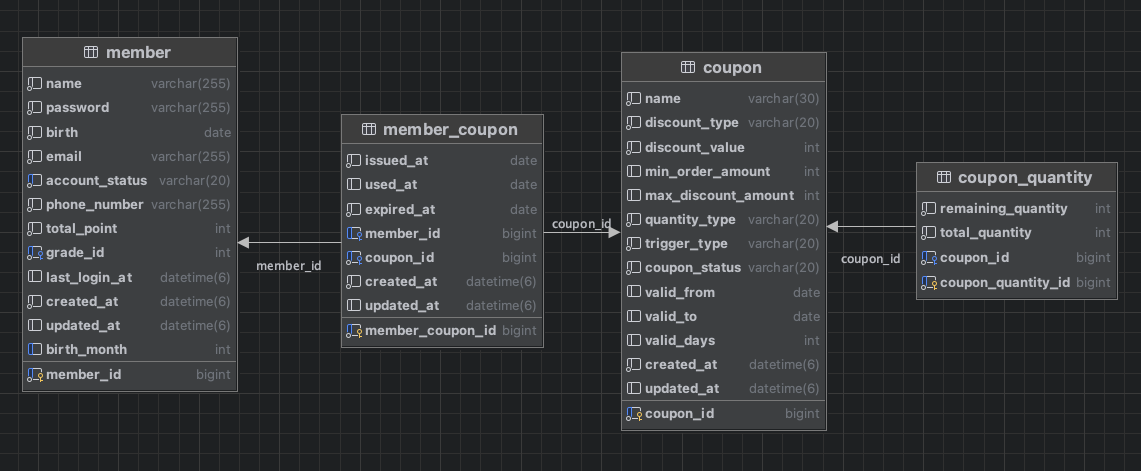 member
name varchar(255)
password varchar(255)
birth date
email varchar(255)
account_status varchar(20)
phone_number varchar(255)
total_point int
grade_id int
last_login_at datetime(6)
created_at datetime(6)
updated_at datetime(6)
birth_month int
member_id bigint
member_id
member_coupon
issued_at date
used_at date
expired_at date
member_id bigint
coupon_id bigint
created_at datetime(6)
updated_at datetime(6)
member_coupon_id bigint
coupon_id
coupon
name varchar(30)
discount_type varchar(20)
discount_value int
min_order_amount int
max_discount_amount int
quantity_type varchar(20)
trigger_type varchar(20)
coupon_status varchar(20)
valid_from date
valid_to date
valid_days int
created_at datetime(6)
updated_at datetime(6)
coupon_id bigint
coupon_id
coupon_quantity
remaining_quantity int
total_quantity int
coupon_id bigint
coupon_quantity_id bigint